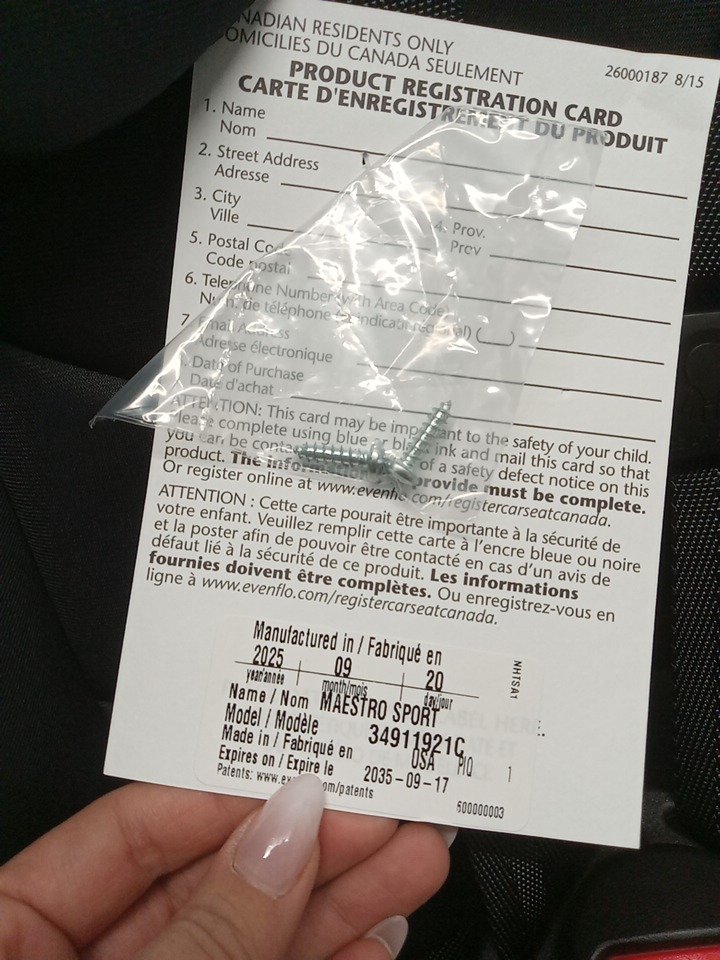 NADIAN RESIDENTS ONLY
OMICILIES DU CANADA SEULEMENT
26000187 8/15
PRODUCT REGISTRATION CARD
CARTE D'ENREGISTREMENT DU PRODUIT
1. Name
Nom
2. Street Address
Adresse
3. City
Ville
4. Prov.
Prev
5. Postal Code
Code postal
6. Telephone Number (with Area Code)
Num. de téléphone (+ indicatif régional) (__)
7. Email Address
Adresse électronique
Date of Purchase
Date d'achat
ATTENTION: This card may be important to the safety of your child.
Please complete using blue or black ink and mail this card so that
you can be contacted of a safety defect notice on this
product. The information provide must be complete.
Or register online at www.evenflo.com/registercarseatcanada.
ATTENTION : Cette carte pourait être importante à la sécurité de
votre enfant. Veuillez remplir cette carte à l'encre bleue ou noire
et la poster afin de pouvoir être contacté en cas d'un avis de
défaut lié à la sécurité de ce produit. Les informations
fournies doivent être complètes. Ou enregistrez-vous en
ligne à www.evenflo.com/registercarseatcanada.
Manufactured in / Fabriqué en
2025 09 20
year/année month/mois day/jour
NHTSA1
Name / Nom MAESTRO SPORT
Model / Modèle 34911921C
Made in / Fabriqué en USA PIQ 1
Expires on / Expire le 2035-09-17
Patents: www.ev om/patents
600000003